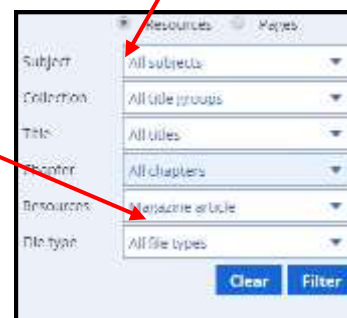 Resources Pages
Subject All subjects
Collection All title groups
Title All titles
Chapter All chapters
Resources Magazine article
File type All file types
Clear Filter